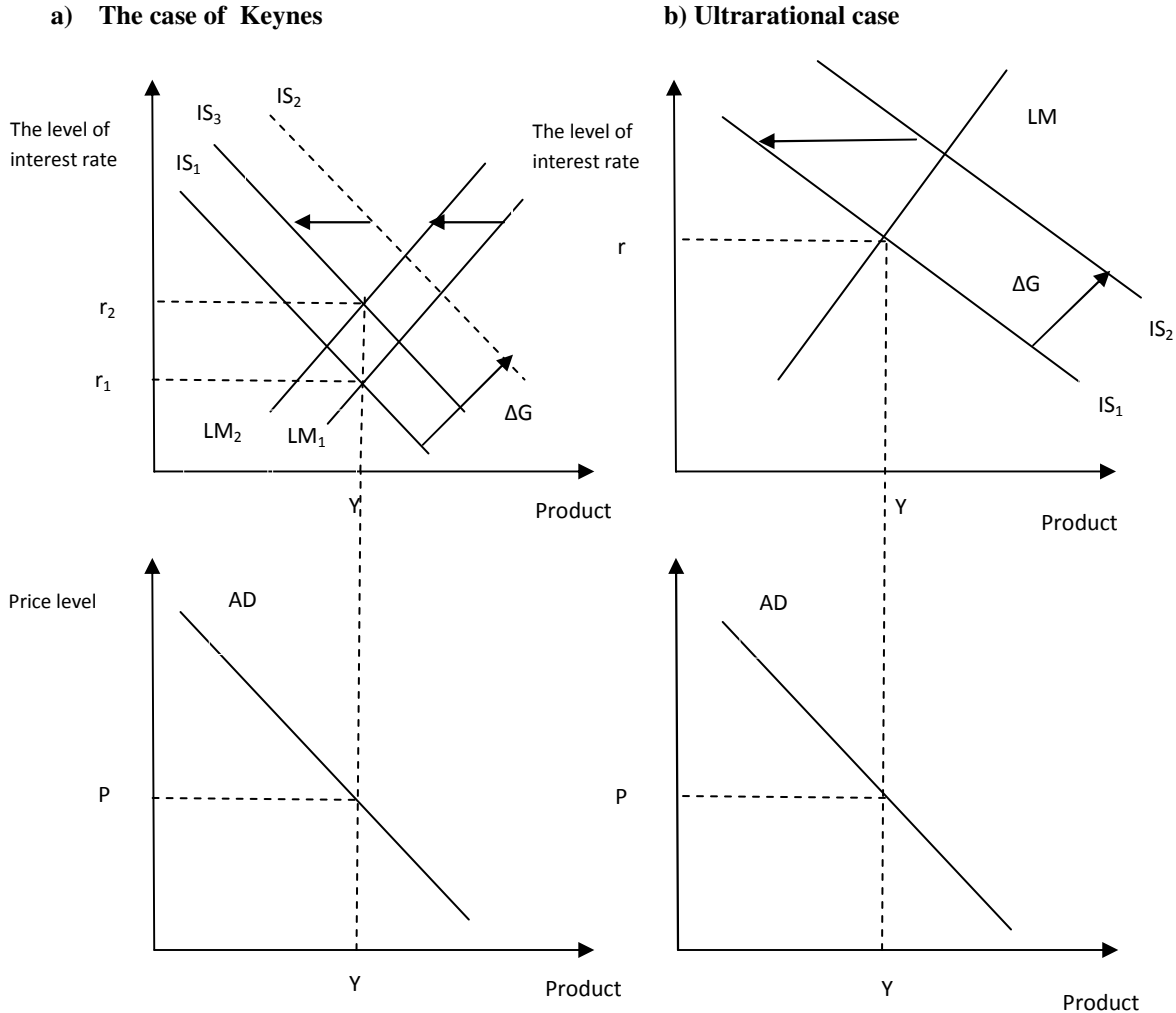 a) The case of Keynes
b) Ultrarational case
The level of
interest rate
IS₃
IS₂
IS₁
r₂
r₁
LM₂
LM₁
ΔG
Y
Product
The level of
interest rate
LM
r
ΔG
IS₂
IS₁
Y
Product
Price level
AD
P
Y
Product
AD
P
Y
Product